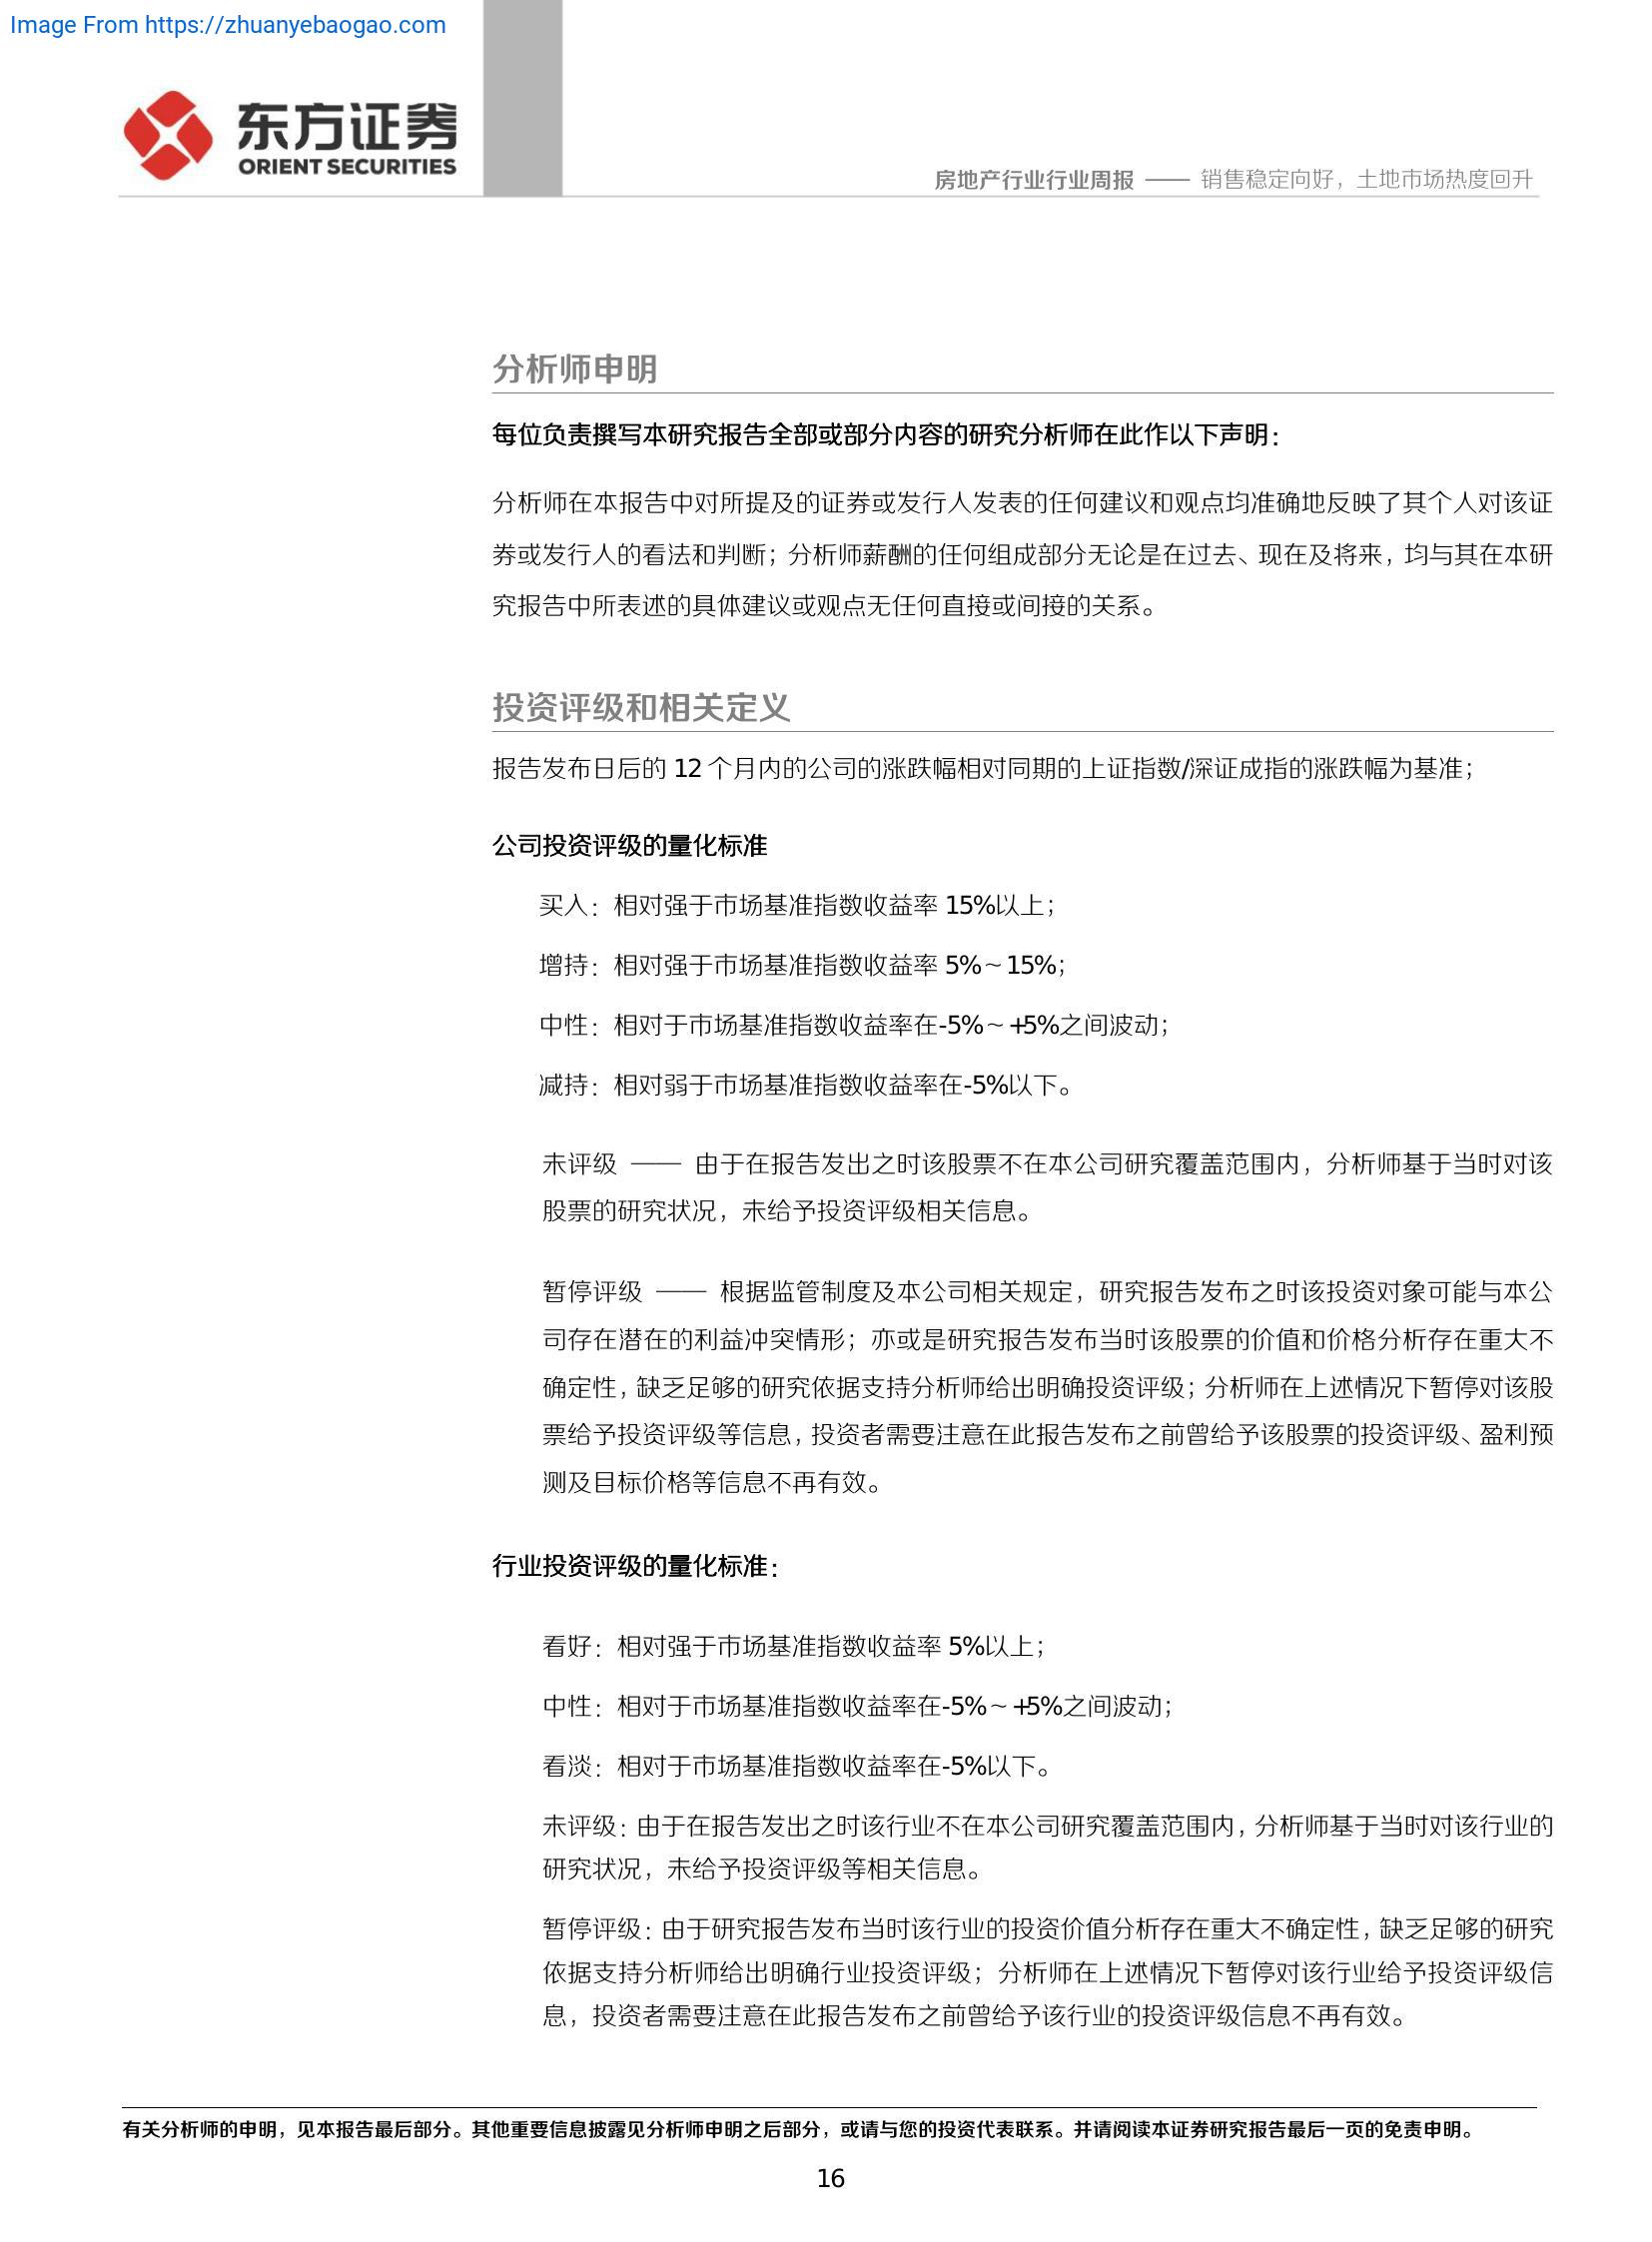 Image From https://zhuanyebaogao.com
东方证券
ORIENT SECURITIES
房地产行业行业周报 —— 销售稳定向好，土地市场热度回升
分析师申明
每位负责撰写本研究报告全部或部分内容的研究分析师在此作以下声明：
分析师在本报告中对所提及的证券或发行人发表的任何建议和观点均准确地反映了其个人对该证
券或发行人的看法和判断；分析师薪酬的任何组成部分无论是在过去、现在及将来，均与其在本研
究报告中所表述的具体建议或观点无任何直接或间接的关系。
投资评级和相关定义
报告发布日后的 12 个月内的公司的涨跌幅相对同期的上证指数/深证成指的涨跌幅为基准；
公司投资评级的量化标准
买入：相对强于市场基准指数收益率 15%以上；
增持：相对强于市场基准指数收益率 5%～15%；
中性：相对于市场基准指数收益率在-5%～+5%之间波动；
减持：相对弱于市场基准指数收益率在-5%以下。
未评级 —— 由于在报告发出之时该股票不在本公司研究覆盖范围内，分析师基于当时对该
股票的研究状况，未给予投资评级相关信息。
暂停评级 —— 根据监管制度及本公司相关规定，研究报告发布之时该投资对象可能与本公
司存在潜在的利益冲突情形；亦或是研究报告发布当时该股票的价值和价格分析存在重大不
确定性，缺乏足够的研究依据支持分析师给出明确投资评级；分析师在上述情况下暂停对该股
票给予投资评级等信息，投资者需要注意在此报告发布之前曾给予该股票的投资评级、盈利预
测及目标价格等信息不再有效。
行业投资评级的量化标准：
看好：相对强于市场基准指数收益率 5%以上；
中性：相对于市场基准指数收益率在-5%～+5%之间波动；
看淡：相对于市场基准指数收益率在-5%以下。
未评级：由于在报告发出之时该行业不在本公司研究覆盖范围内，分析师基于当时对该行业的
研究状况，未给予投资评级等相关信息。
暂停评级：由于研究报告发布当时该行业的投资价值分析存在重大不确定性，缺乏足够的研究
依据支持分析师给出明确行业投资评级；分析师在上述情况下暂停对该行业给予投资评级信
息，投资者需要注意在此报告发布之前曾给予该行业的投资评级信息不再有效。
有关分析师的申明，见本报告最后部分。其他重要信息披露见分析师申明之后部分，或请与您的投资代表联系。并请阅读本证券研究报告最后一页的免责申明。
16